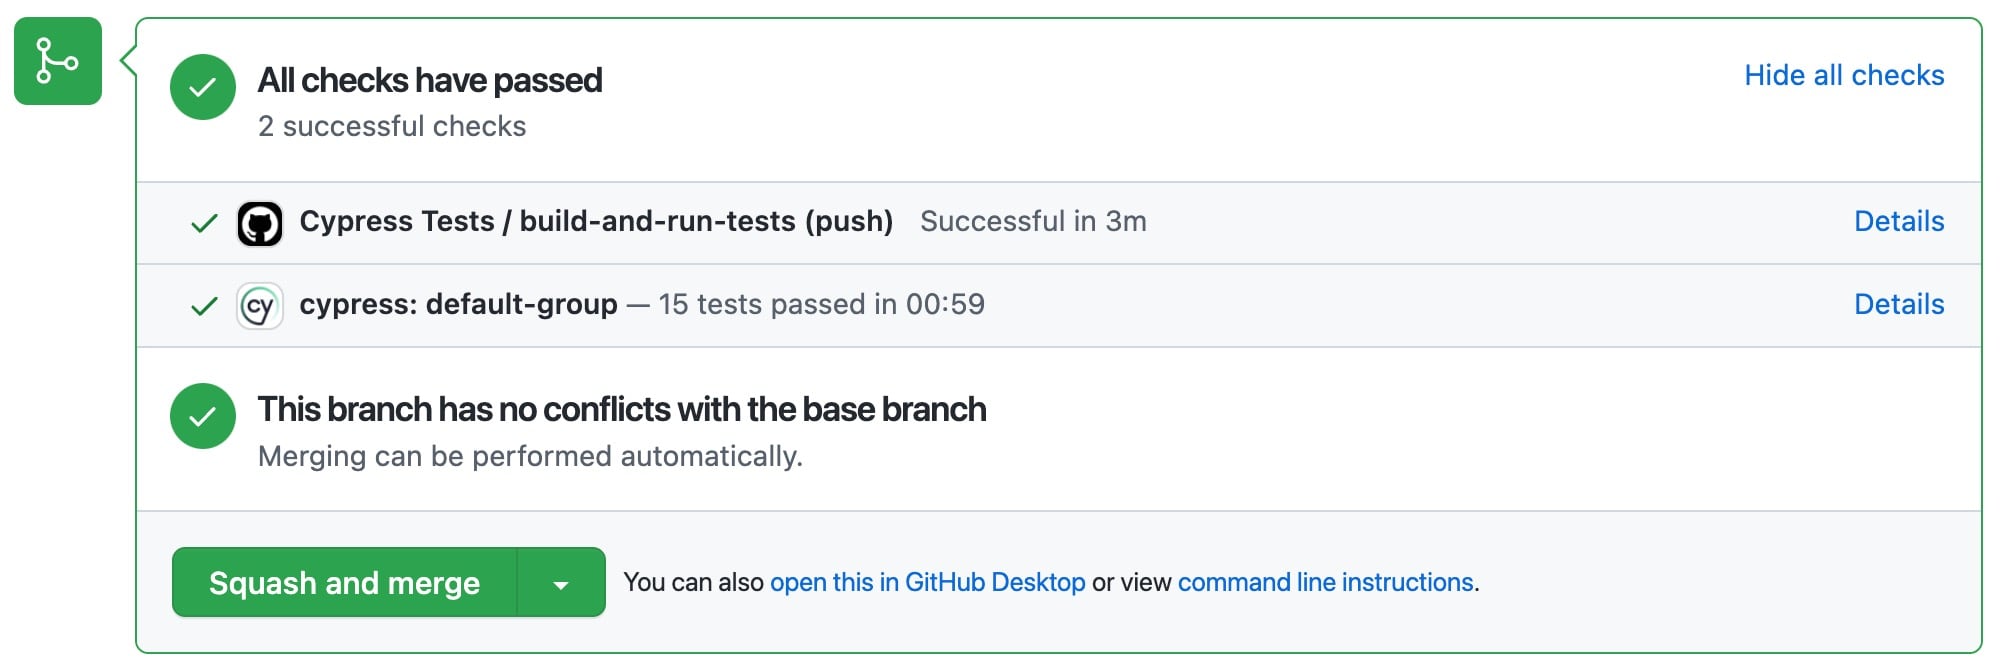 All checks have passed
Hide all checks
2 successful checks
Cypress Tests / build-and-run-tests (push) Successful in 3m Details
cy cypress: default-group — 15 tests passed in 00:59 Details
This branch has no conflicts with the base branch
Merging can be performed automatically.
Squash and merge You can also open this in GitHub Desktop or view command line instructions.